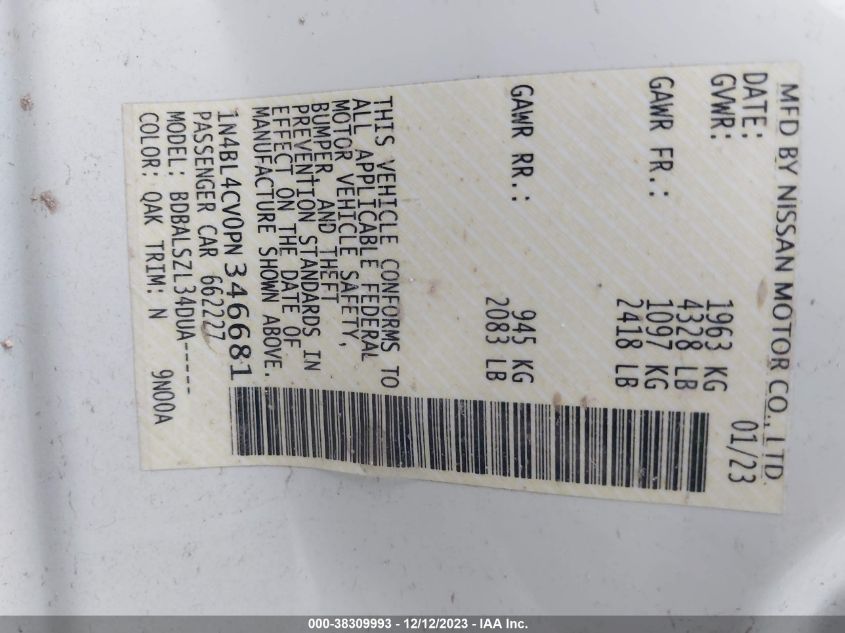 MFD BY NISSAN MOTOR CO., LTD
DATE: 01/23
GVWR: 1963 KG
4328 LB
GAWR FR.: 1097 KG
2418 LB
GAWR RR.: 945 KG
2083 LB
THIS VEHICLE CONFORMS TO
ALL APPLICABLE FEDERAL
MOTOR VEHICLE SAFETY,
BUMPER, AND THEFT
PREVENTION STANDARDS IN
EFFECT ON THE DATE OF
MANUFACTURE SHOWN ABOVE.
1N4BL4CV0PN346681
PASSENGER CAR 662227
MODEL: BDBALSZL34DUA-----
COLOR: QAK TRIM: N 9N00A
000-38309993 - 12/12/2023 - IAA Inc.